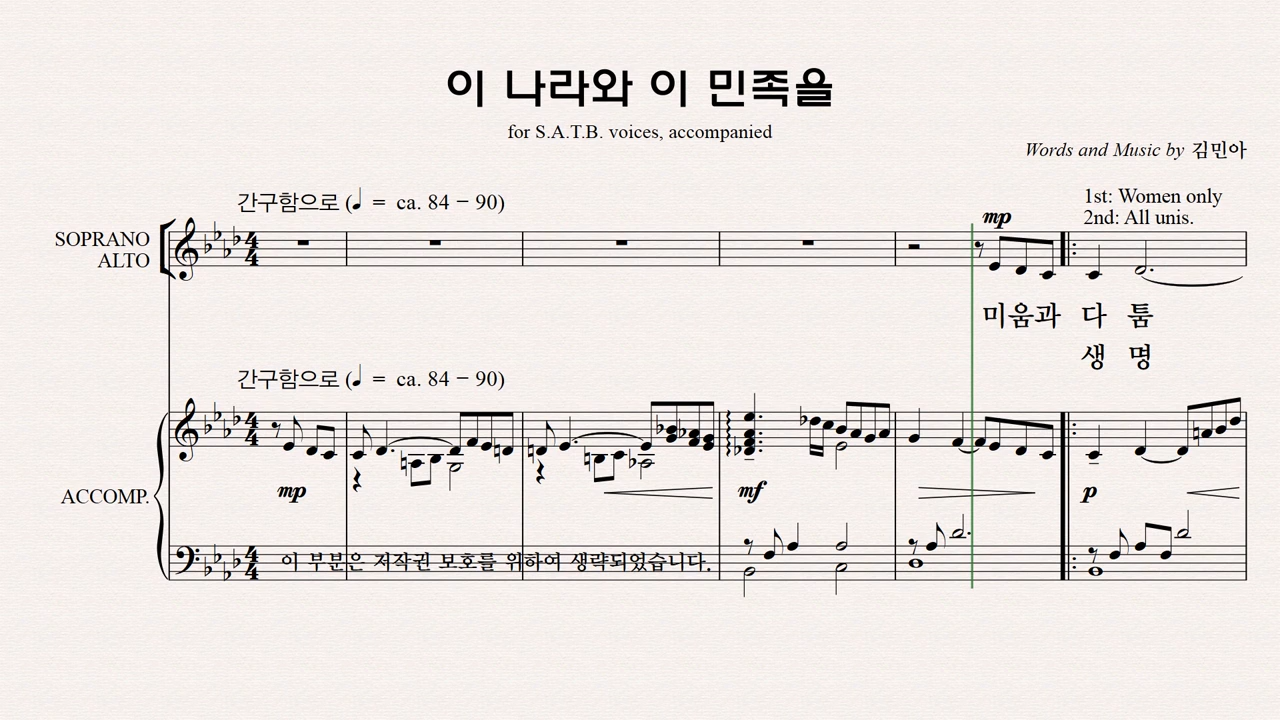 이 나라와 이 민족을
for S.A.T.B. voices, accompanied
Words and Music by 김민아
간구함으로 (♩ = ca. 84 – 90)
1st: Women only
2nd: All unis.
mp
SOPRANO
ALTO
미움과 다 툼
생 명
간구함으로 (♩ = ca. 84 – 90)
ACCOMP.
mp mf p
이 부분은 저작권 보호를 위하여 생략되었습니다.